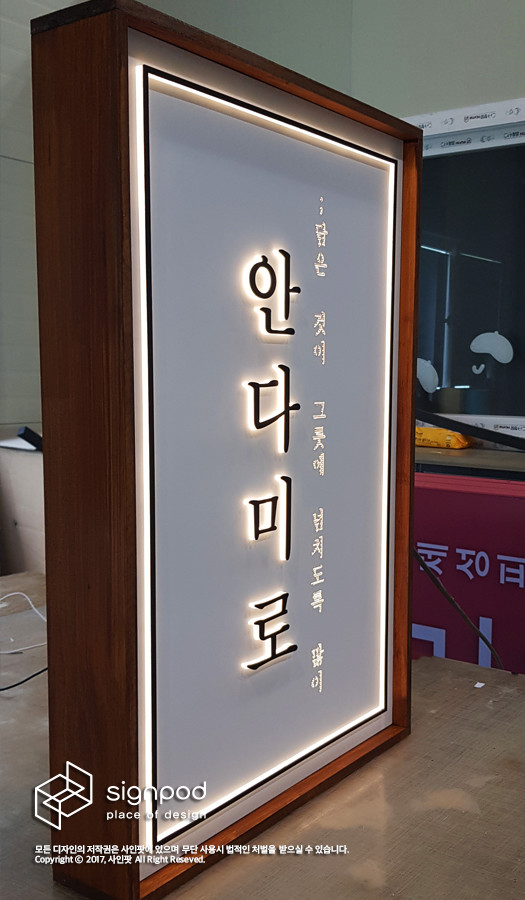 안다미로
: 담은 것이 그릇에 넘치도록 많이
signpod
place of design
모든 디자인의 저작권은 사인팟에 있으며 무단 사용시 법적인 처벌을 받으실 수 있습니다.
Copyright © 2017, 사인팟 All Right Reseved.